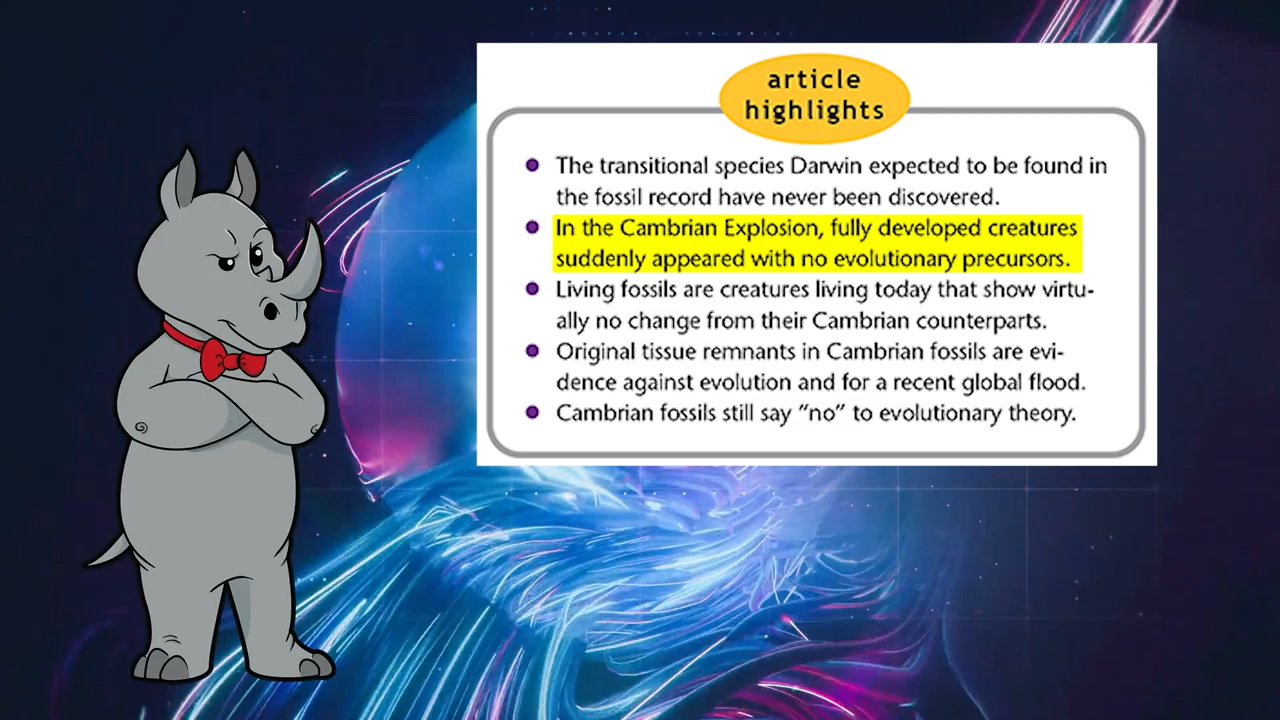 article
highlights
The transitional species Darwin expected to be found in
the fossil record have never been discovered.
In the Cambrian Explosion, fully developed creatures
suddenly appeared with no evolutionary precursors.
Living fossils are creatures living today that show virtu-
ally no change from their Cambrian counterparts.
Original tissue remnants in Cambrian fossils are evi-
dence against evolution and for a recent global flood.
Cambrian fossils still say “no” to evolutionary theory.